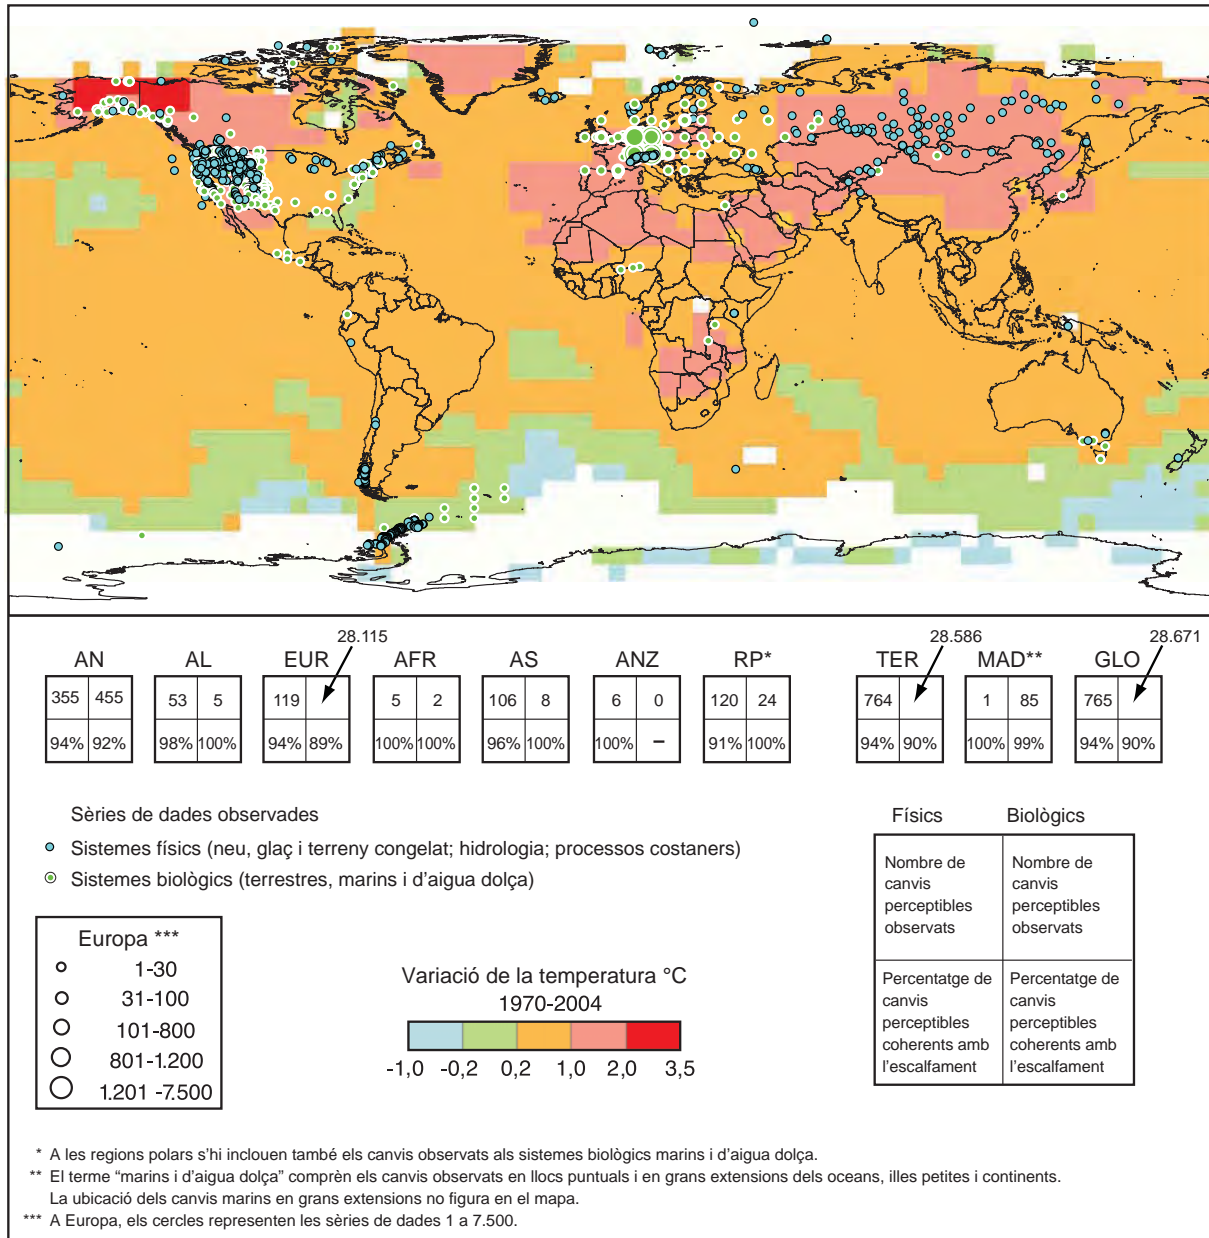 28.115 28.586 28.671
AN AL EUR AFR AS ANZ RP* TER MAD** GLO
355 455 53 5 119 5 2 106 8 6 0 120 24 764 1 85 765
94% 92% 98% 100% 94% 89% 100% 100% 96% 100% 100% – 91% 100% 94% 90% 100% 99% 94% 90%
Sèries de dades observades
Sistemes físics (neu, glaç i terreny congelat; hidrologia; processos costaners)
Sistemes biològics (terrestres, marins i d'aigua dolça)
Europa ***
1-30
31-100
101-800
801-1.200
1.201 -7.500
Variació de la temperatura °C
1970-2004
-1,0 -0,2 0,2 1,0 2,0 3,5
Físics Biològics
Nombre de
canvis
perceptibles
observats
Nombre de
canvis
perceptibles
observats
Percentatge de
canvis
perceptibles
coherents amb
l'escalfament
Percentatge de
canvis
perceptibles
coherents amb
l'escalfament
* A les regions polars s'hi inclouen també els canvis observats als sistemes biològics marins i d'aigua dolça.
** El terme “marins i d'aigua dolça” comprèn els canvis observats en llocs puntuals i en grans extensions dels oceans, illes petites i continents.
La ubicació dels canvis marins en grans extensions no figura en el mapa.
*** A Europa, els cercles representen les sèries de dades 1 a 7.500.